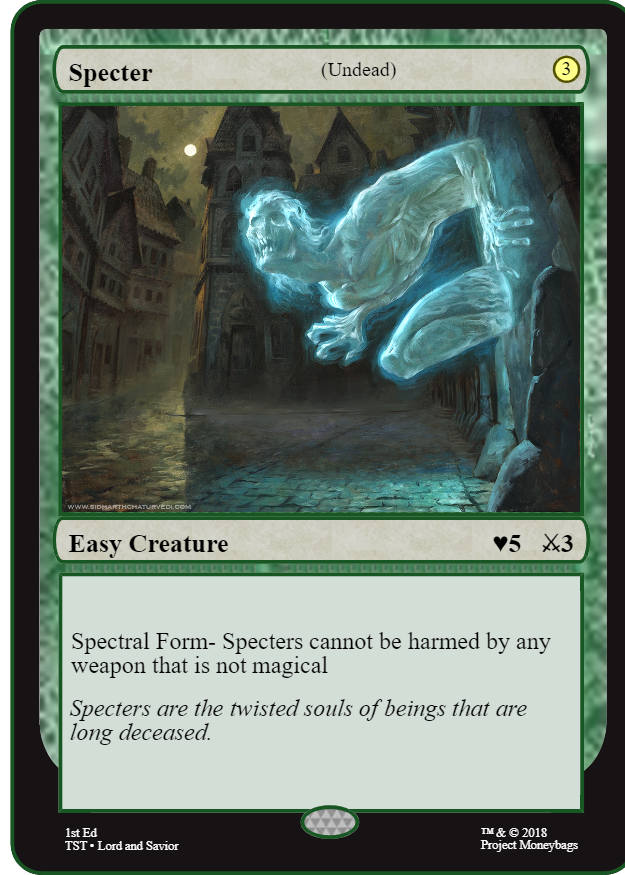 Specter (Undead) 3
WWW.SIDHARTHCHATURVEDI.COM
Easy Creature ♥5 ⚔3
Spectral Form- Specters cannot be harmed by any
weapon that is not magical
Specters are the twisted souls of beings that are
long deceased.
1st Ed
TST • Lord and Savior
™ & © 2018
Project Moneybags